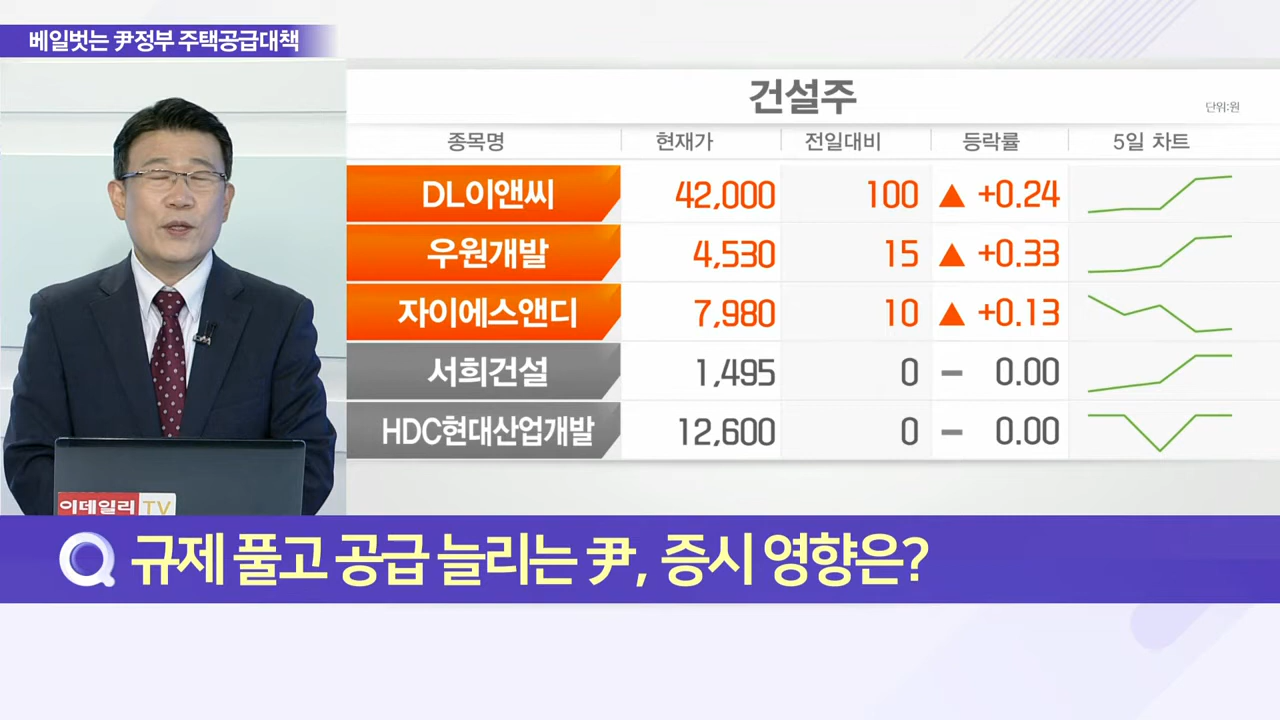 베일벗는 尹정부 주택공급대책
건설주
단위:원
종목명 현재가 전일대비 등락률 5일 차트
DL이앤씨 42,000 100 ▲ +0.24
우원개발 4,530 15 ▲ +0.33
자이에스앤디 7,980 10 ▲ +0.13
서희건설 1,495 0 - 0.00
HDC현대산업개발 12,600 0 - 0.00
이데일리TV
Q 규제 풀고 공급 늘리는 尹, 증시 영향은?